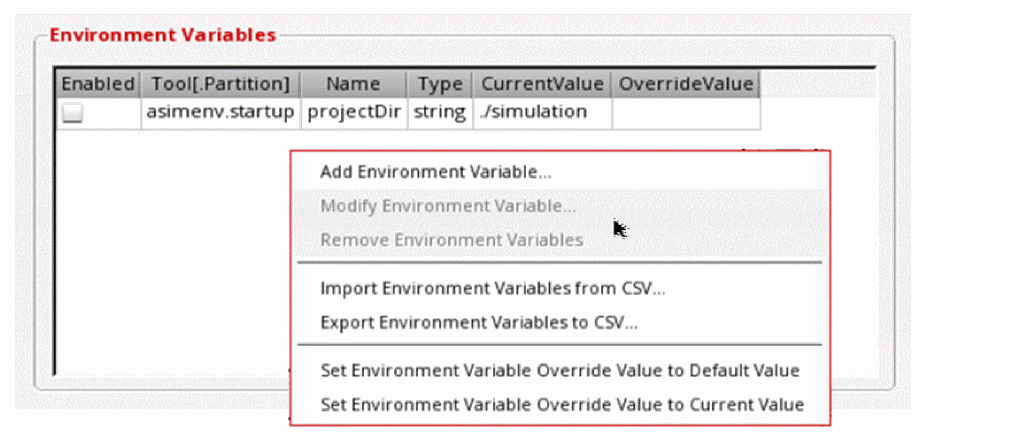 Environment Variables
Enabled Tool[.Partition] Name Type CurrentValue OverrideValue
asimenv.startup projectDir string ./simulation
Add Environment Variable...
Modify Environment Variable...
Remove Environment Variables
Import Environment Variables from CSV...
Export Environment Variables to CSV...
Set Environment Variable Override Value to Default Value
Set Environment Variable Override Value to Current Value